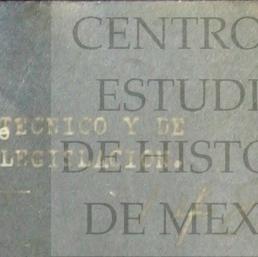 CENTRO
ESTUDI
TECNICO Y DE
DE HISTO
LEGISLACION.
DE MEX